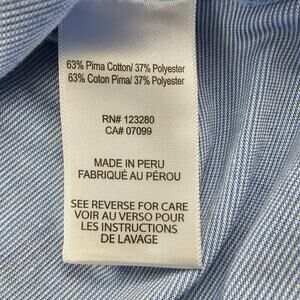 63% Pima Cotton/ 37% Polyester
63% Coton Pima/ 37% Polyester
RN# 123280
CA# 07099
MADE IN PERU
FABRIQUÉ AU PÉROU
SEE REVERSE FOR CARE
VOIR AU VERSO POUR
LES INSTRUCTIONS
DE LAVAGE